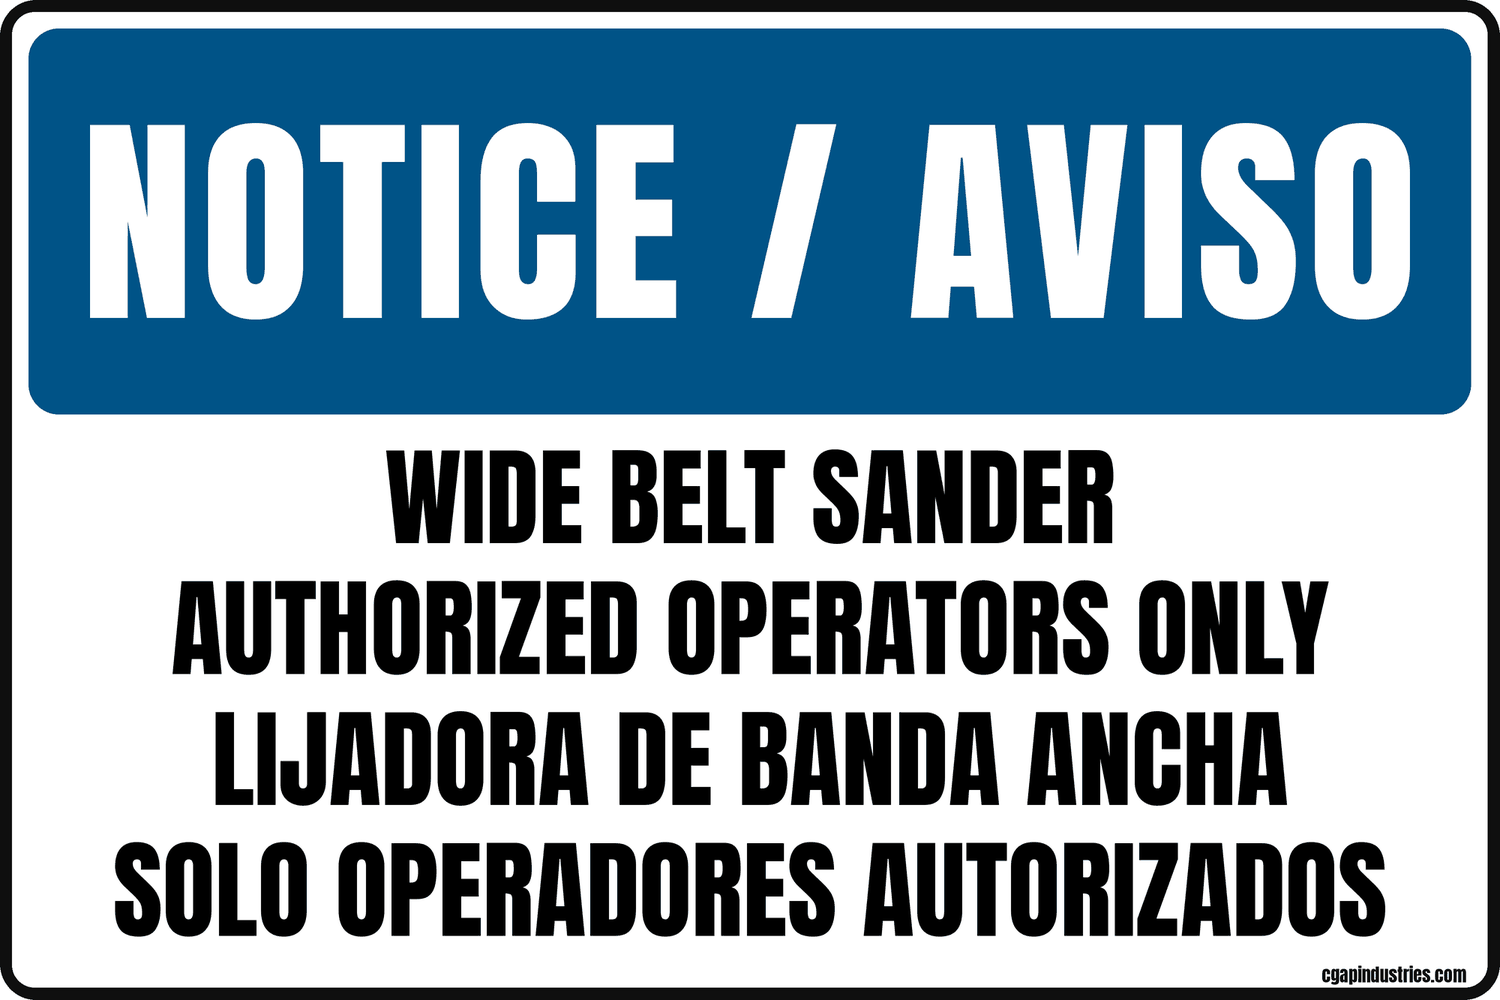 NOTICE / AVISO
WIDE BELT SANDER
AUTHORIZED OPERATORS ONLY
LIJADORA DE BANDA ANCHA
SOLO OPERADORES AUTORIZADOS
cgapindustries.com